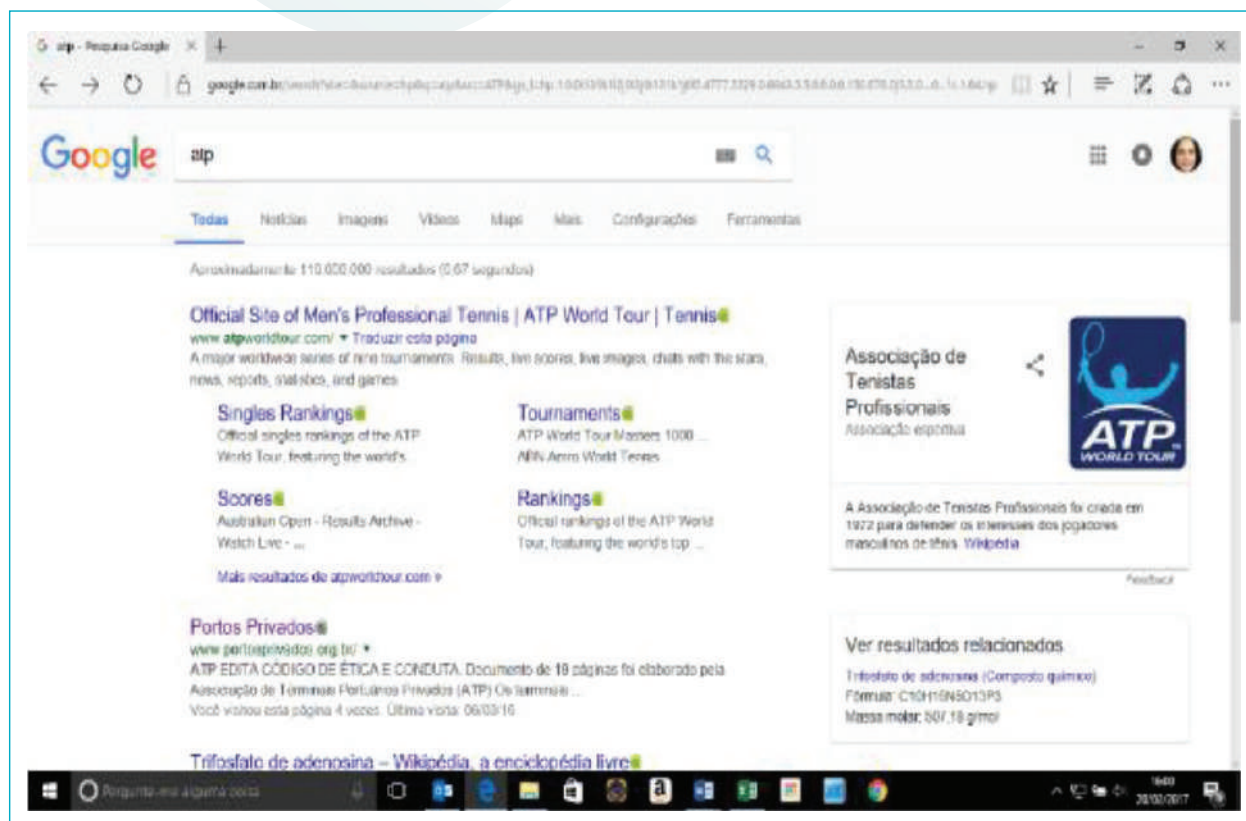 atp - Pesquisa Google
Google
atp
Todas Notícias Imagens Vídeos Maps Mais Configurações Ferramentas
Aproximadamente 110.000.000 resultados (0,67 segundos)
Official Site of Men's Professional Tennis | ATP World Tour | Tennis
www.atpworldtour.com/ Traduzir esta página
A major worldwide series of nine tournaments. Results, live scores, live images, chats with the stars,
news, reports, statistics, and games
Singles Rankings
Official singles rankings of the ATP
World Tour, featuring the world's
Tournaments
ATP World Tour Masters 1000 ...
ABN Amro World Tennis
Scores
Australian Open - Results Archive -
Watch Live - ...
Rankings
Official rankings of the ATP World
Tour, featuring the world's top ...
Mais resultados de atpworldtour.com »
Portos Privados
www.portosprivados.org.br/
ATP EDITA CÓDIGO DE ÉTICA E CONDUTA. Documento de 19 páginas foi elaborado pela
Associação de Terminais Portuários Privados (ATP) Os terminais ...
Você visitou esta página 4 vezes. Última visita: 06/03/16
Trifosfato de adenosina – Wikipédia, a enciclopédia livre
Associação de
Tenistas
Profissionais
Associação esportiva
ATP
WORLD TOUR
A Associação de Tenistas Profissionais foi criada em
1972 para defender os interesses dos jogadores
masculinos de tênis. Wikipédia
Feedback
Ver resultados relacionados
Trifosfato de adenosina (Composto químico)
Fórmula: C10H16N5O13P3
Massa molar: 507,18 g/mol
Pergunte-me alguma coisa
16:03
20/02/2017